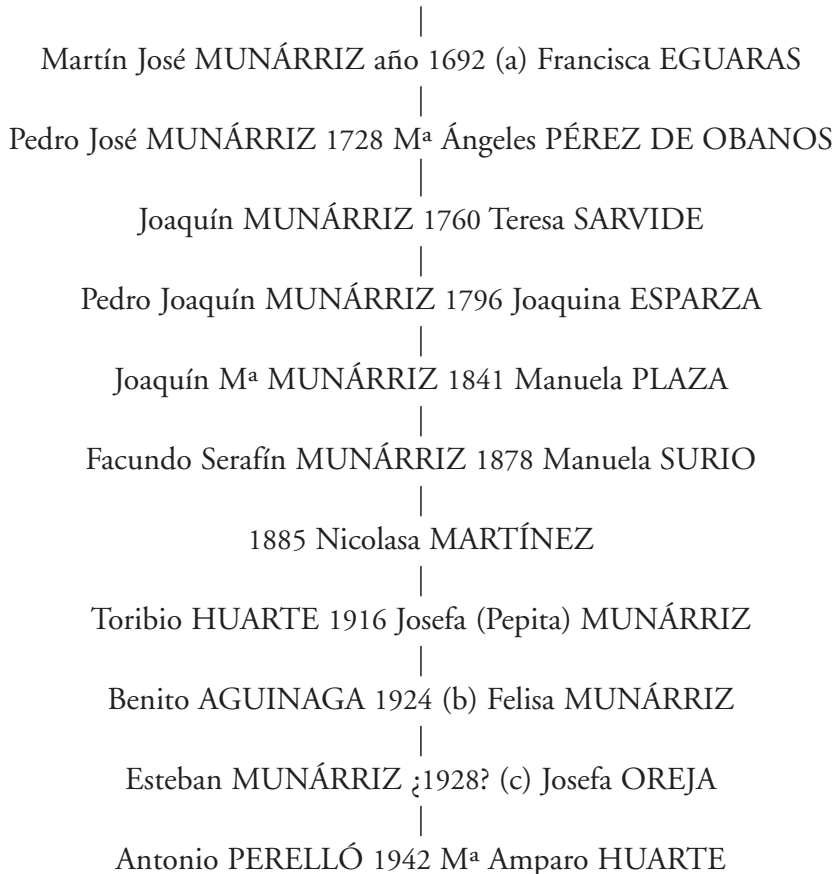 Martín José MUNÁRRIZ año 1692 (a) Francisca EGUARAS
Pedro José MUNÁRRIZ 1728 Mª Ángeles PÉREZ DE OBANOS
Joaquín MUNÁRRIZ 1760 Teresa SARVIDE
Pedro Joaquín MUNÁRRIZ 1796 Joaquina ESPARZA
Joaquín Mª MUNÁRRIZ 1841 Manuela PLAZA
Facundo Serafín MUNÁRRIZ 1878 Manuela SURIO
1885 Nicolasa MARTÍNEZ
Toribio HUARTE 1916 Josefa (Pepita) MUNÁRRIZ
Benito AGUINAGA 1924 (b) Felisa MUNÁRRIZ
Esteban MUNÁRRIZ ¿1928? (c) Josefa OREJA
Antonio PERELLÓ 1942 Mª Amparo HUARTE